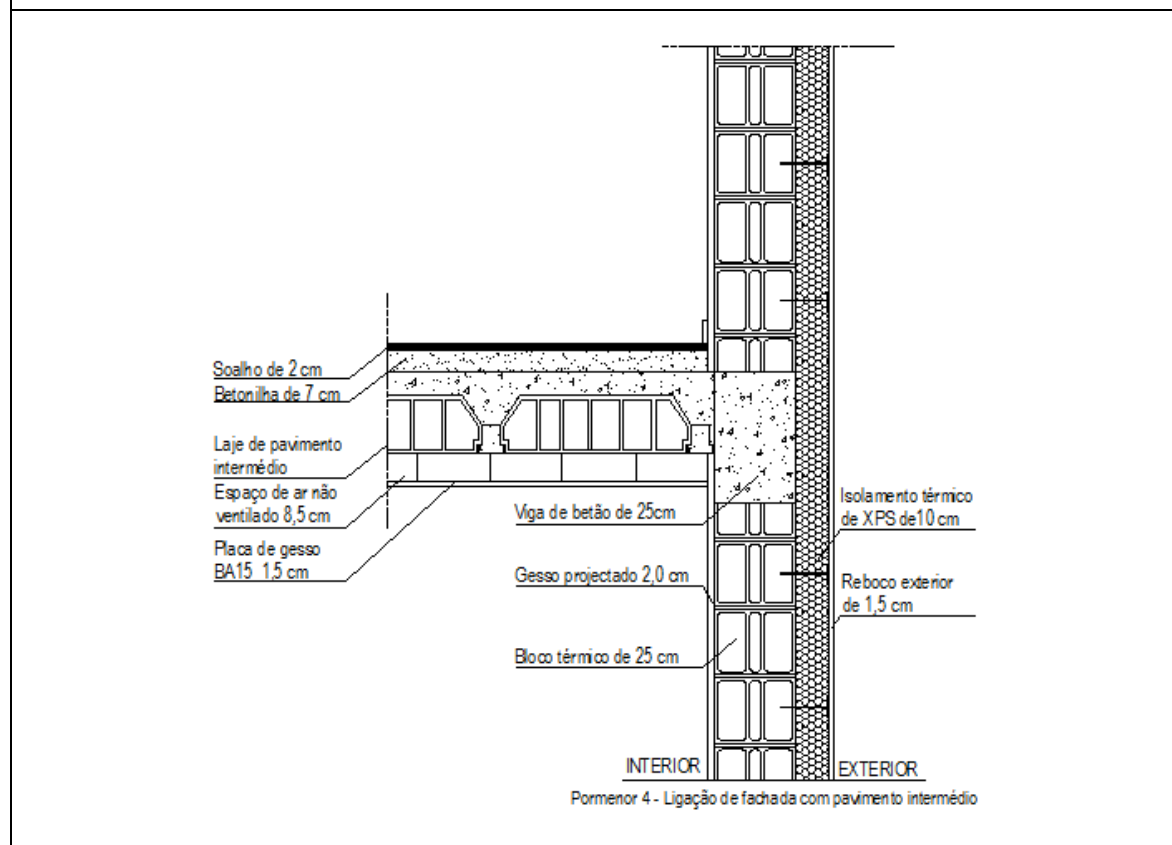 Soalho de 2 cm
Betonilha de 7 cm
Laje de pavimento
intermédio
Espaço de ar não
ventilado 8,5 cm
Placa de gesso
BA15 1,5 cm
Viga de betão de 25cm
Gesso projectado 2,0 cm
Bloco térmico de 25 cm
Isolamento térmico
de XPS de10 cm
Reboco exterior
de 1,5 cm
INTERIOR
EXTERIOR
Pormenor 4 - Ligação de fachada com pavimento intermédio